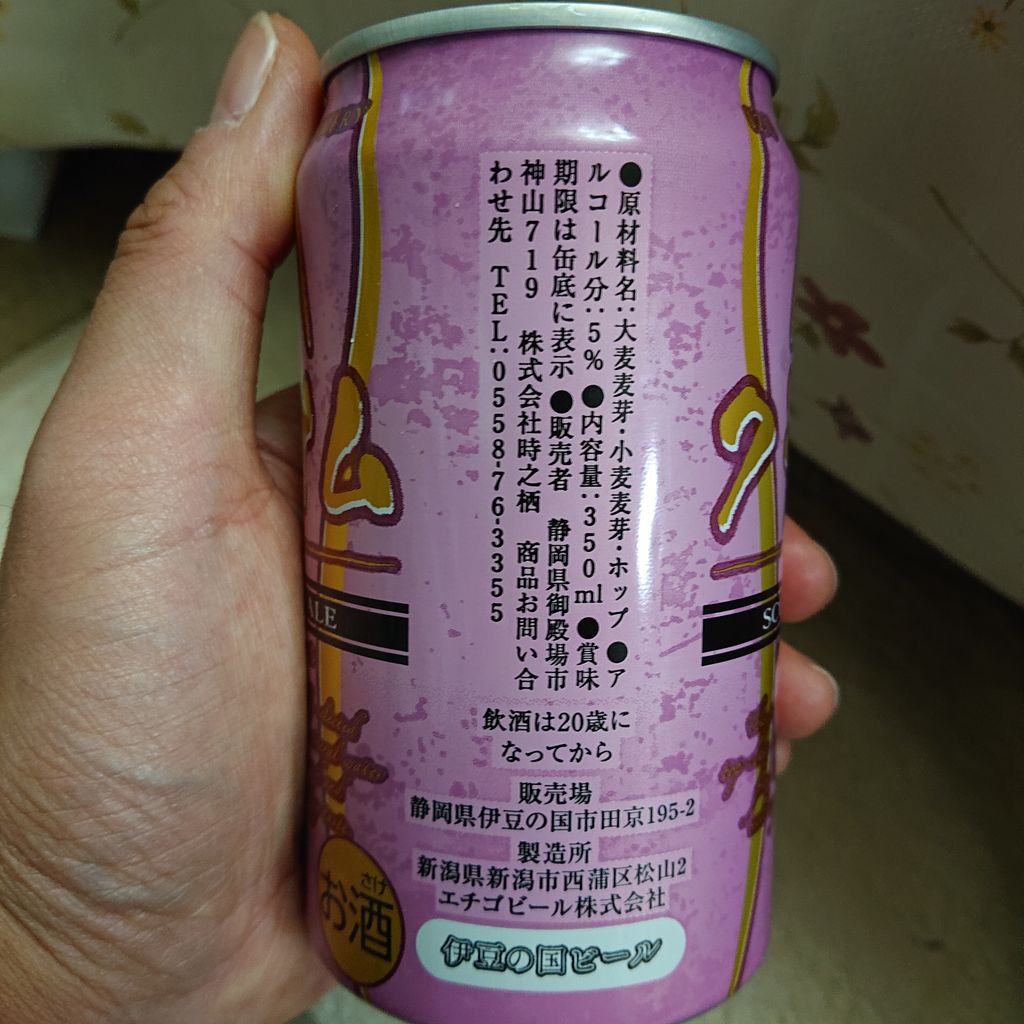 ●原材料名:大麦麦芽・小麦麦芽・ホップ ●ア
ルコール分:5% ●内容量:350ml ●賞味
期限は缶底に表示 ●販売者 静岡県御殿場市
神山719 株式会社時之栖 商品お問い合
わせ先 TEL:0558-76-3355
飲酒は20歳に
なってから
販売場
静岡県伊豆の国市田京195-2
製造所
新潟県新潟市西蒲区松山2
エチゴビール株式会社
伊豆の国ビール
さけ
お酒
ム
ALE
ク